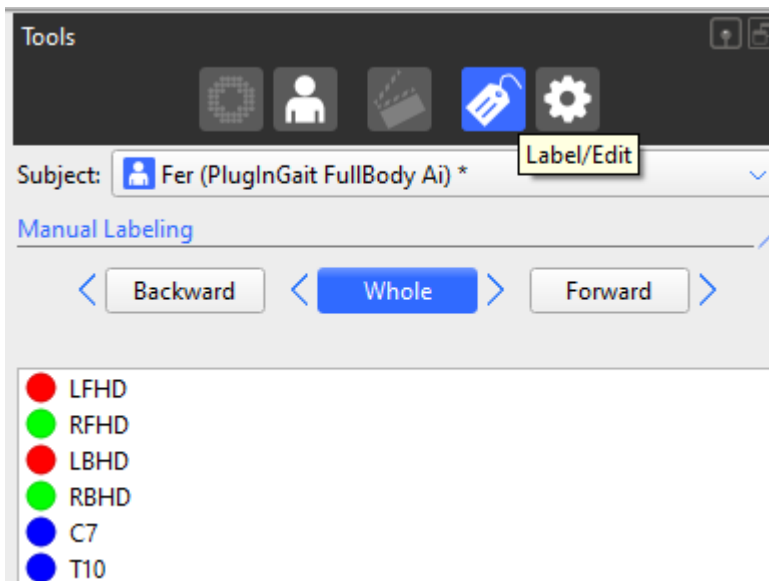 Tools
Label/Edit
Subject: Fer (PlugInGait FullBody Ai) *
Manual Labeling
Backward Whole Forward
LFHD
RFHD
LBHD
RBHD
C7
T10